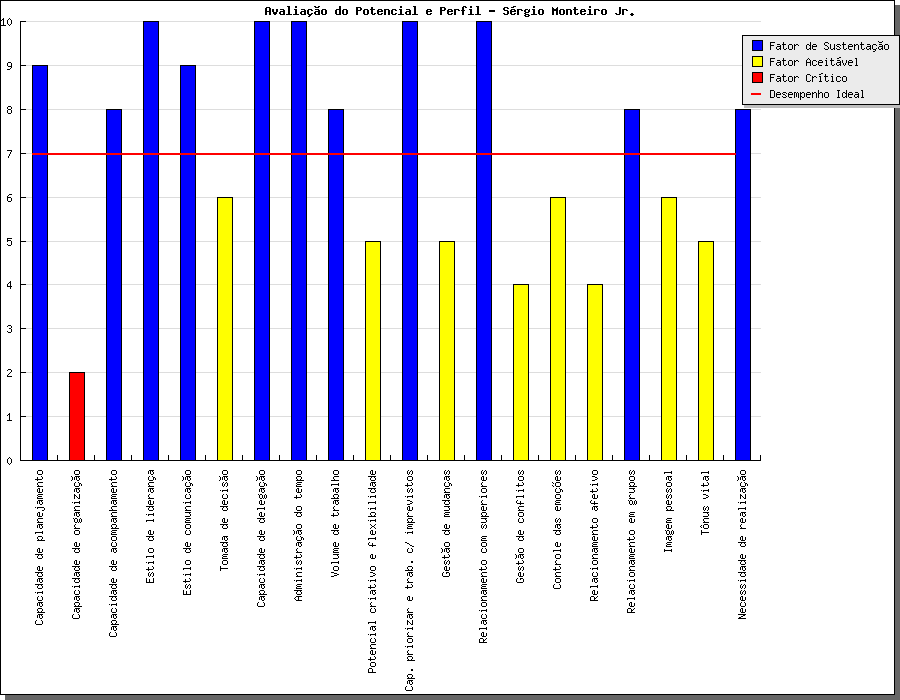 Avaliação do Potencial e Perfil - Sérgio Monteiro Jr.
Fator de Sustentação
Fator Aceitável
Fator Crítico
Desempenho Ideal
10
9
8
7
6
5
4
3
2
1
0
Capacidade de planejamento
Capacidade de organização
Capacidade de acompanhamento
Estilo de liderança
Estilo de comunicação
Tomada de decisão
Capacidade de delegação
Administração do tempo
Volume de trabalho
Potencial criativo e flexibilidade
Cap. priorizar e trab. c/ imprevistos
Gestão de mudanças
Relacionamento com superiores
Gestão de conflitos
Controle das emoções
Relacionamento afetivo
Relacionamento em grupos
Imagem pessoal
Tônus vital
Necessidade de realização